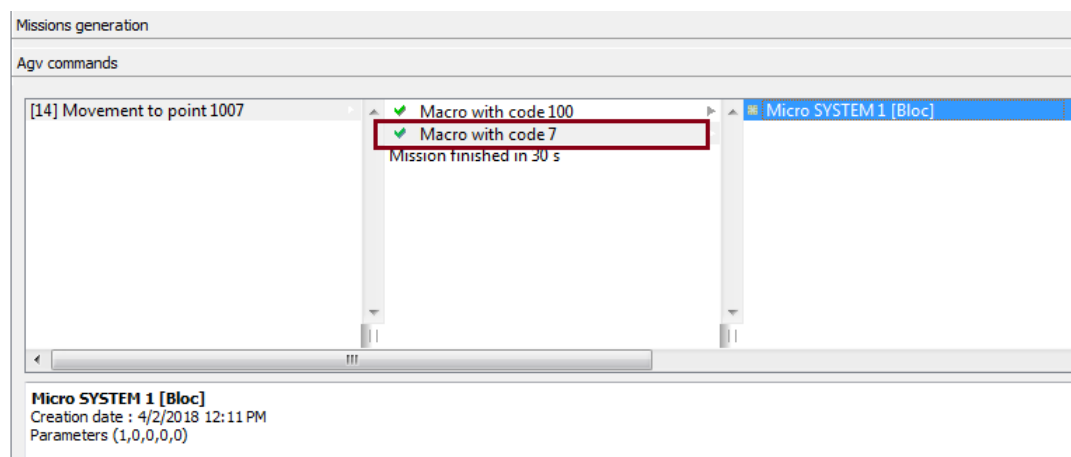 Missions generation
Agv commands
[14] Movement to point 1007
Macro with code 100
Macro with code 7
Mission finished in 30 s
Micro SYSTEM 1 [Bloc]
Micro SYSTEM 1 [Bloc]
Creation date : 4/2/2018 12:11 PM
Parameters (1,0,0,0,0)